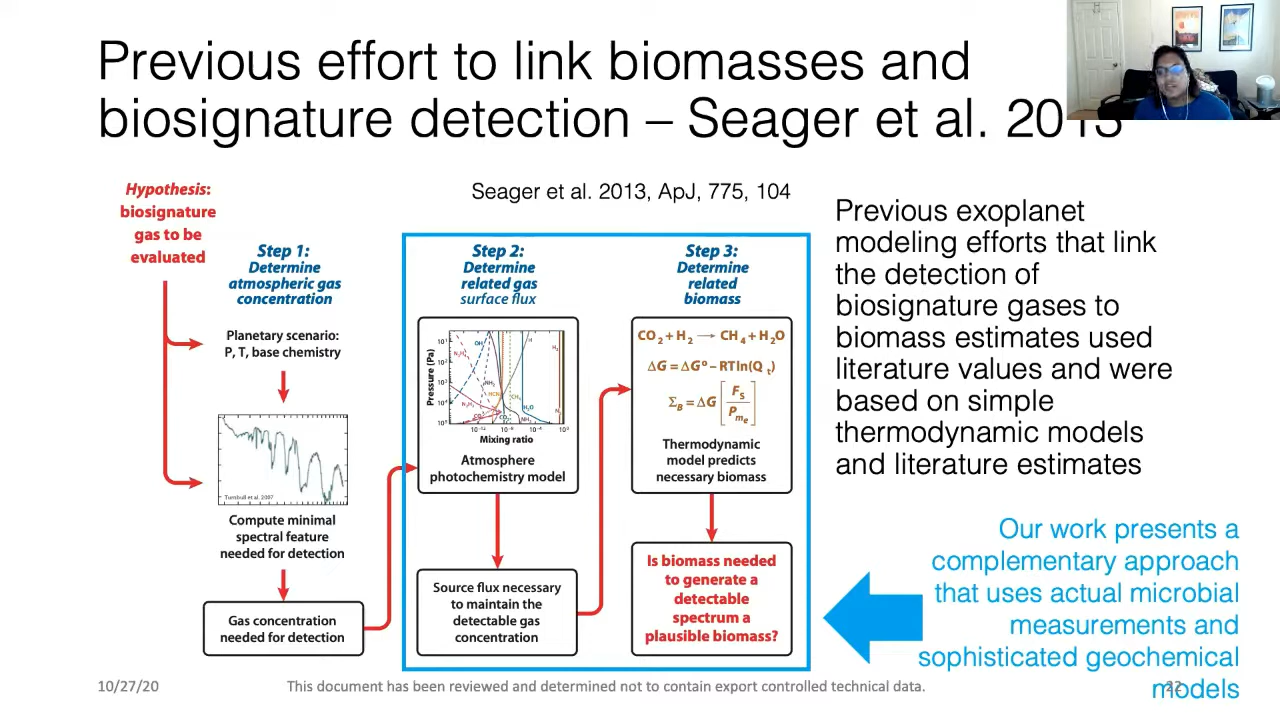 Previous effort to link biomasses and
biosignature detection – Seager et al. 2013
Seager et al. 2013, ApJ, 775, 104
Hypothesis:
biosignature
gas to be
evaluated
Step 1:
Determine
atmospheric gas
concentration
Planetary scenario:
P, T, base chemistry
Turnbull et al. 2007
Compute minimal
spectral feature
needed for detection
Gas concentration
needed for detection
Step 2:
Determine
related gas
surface flux
Pressure (Pa)
Mixing ratio
Atmosphere
photochemistry model
Source flux necessary
to maintain the
detectable gas
concentration
Step 3:
Determine
related
biomass
CO₂ + H₂ → CH₄ + H₂O
ΔG = ΔGº – RTln(Qt)
ΣB = ΔG [Fs / Pme]
Thermodynamic
model predicts
necessary biomass
Is biomass needed
to generate a
detectable
spectrum a
plausible biomass?
Previous exoplanet
modeling efforts that link
the detection of
biosignature gases to
biomass estimates used
literature values and were
based on simple
thermodynamic models
and literature estimates
Our work presents a
complementary approach
that uses actual microbial
measurements and
sophisticated geochemical
models
10/27/20
This document has been reviewed and determined not to contain export controlled technical data.
22